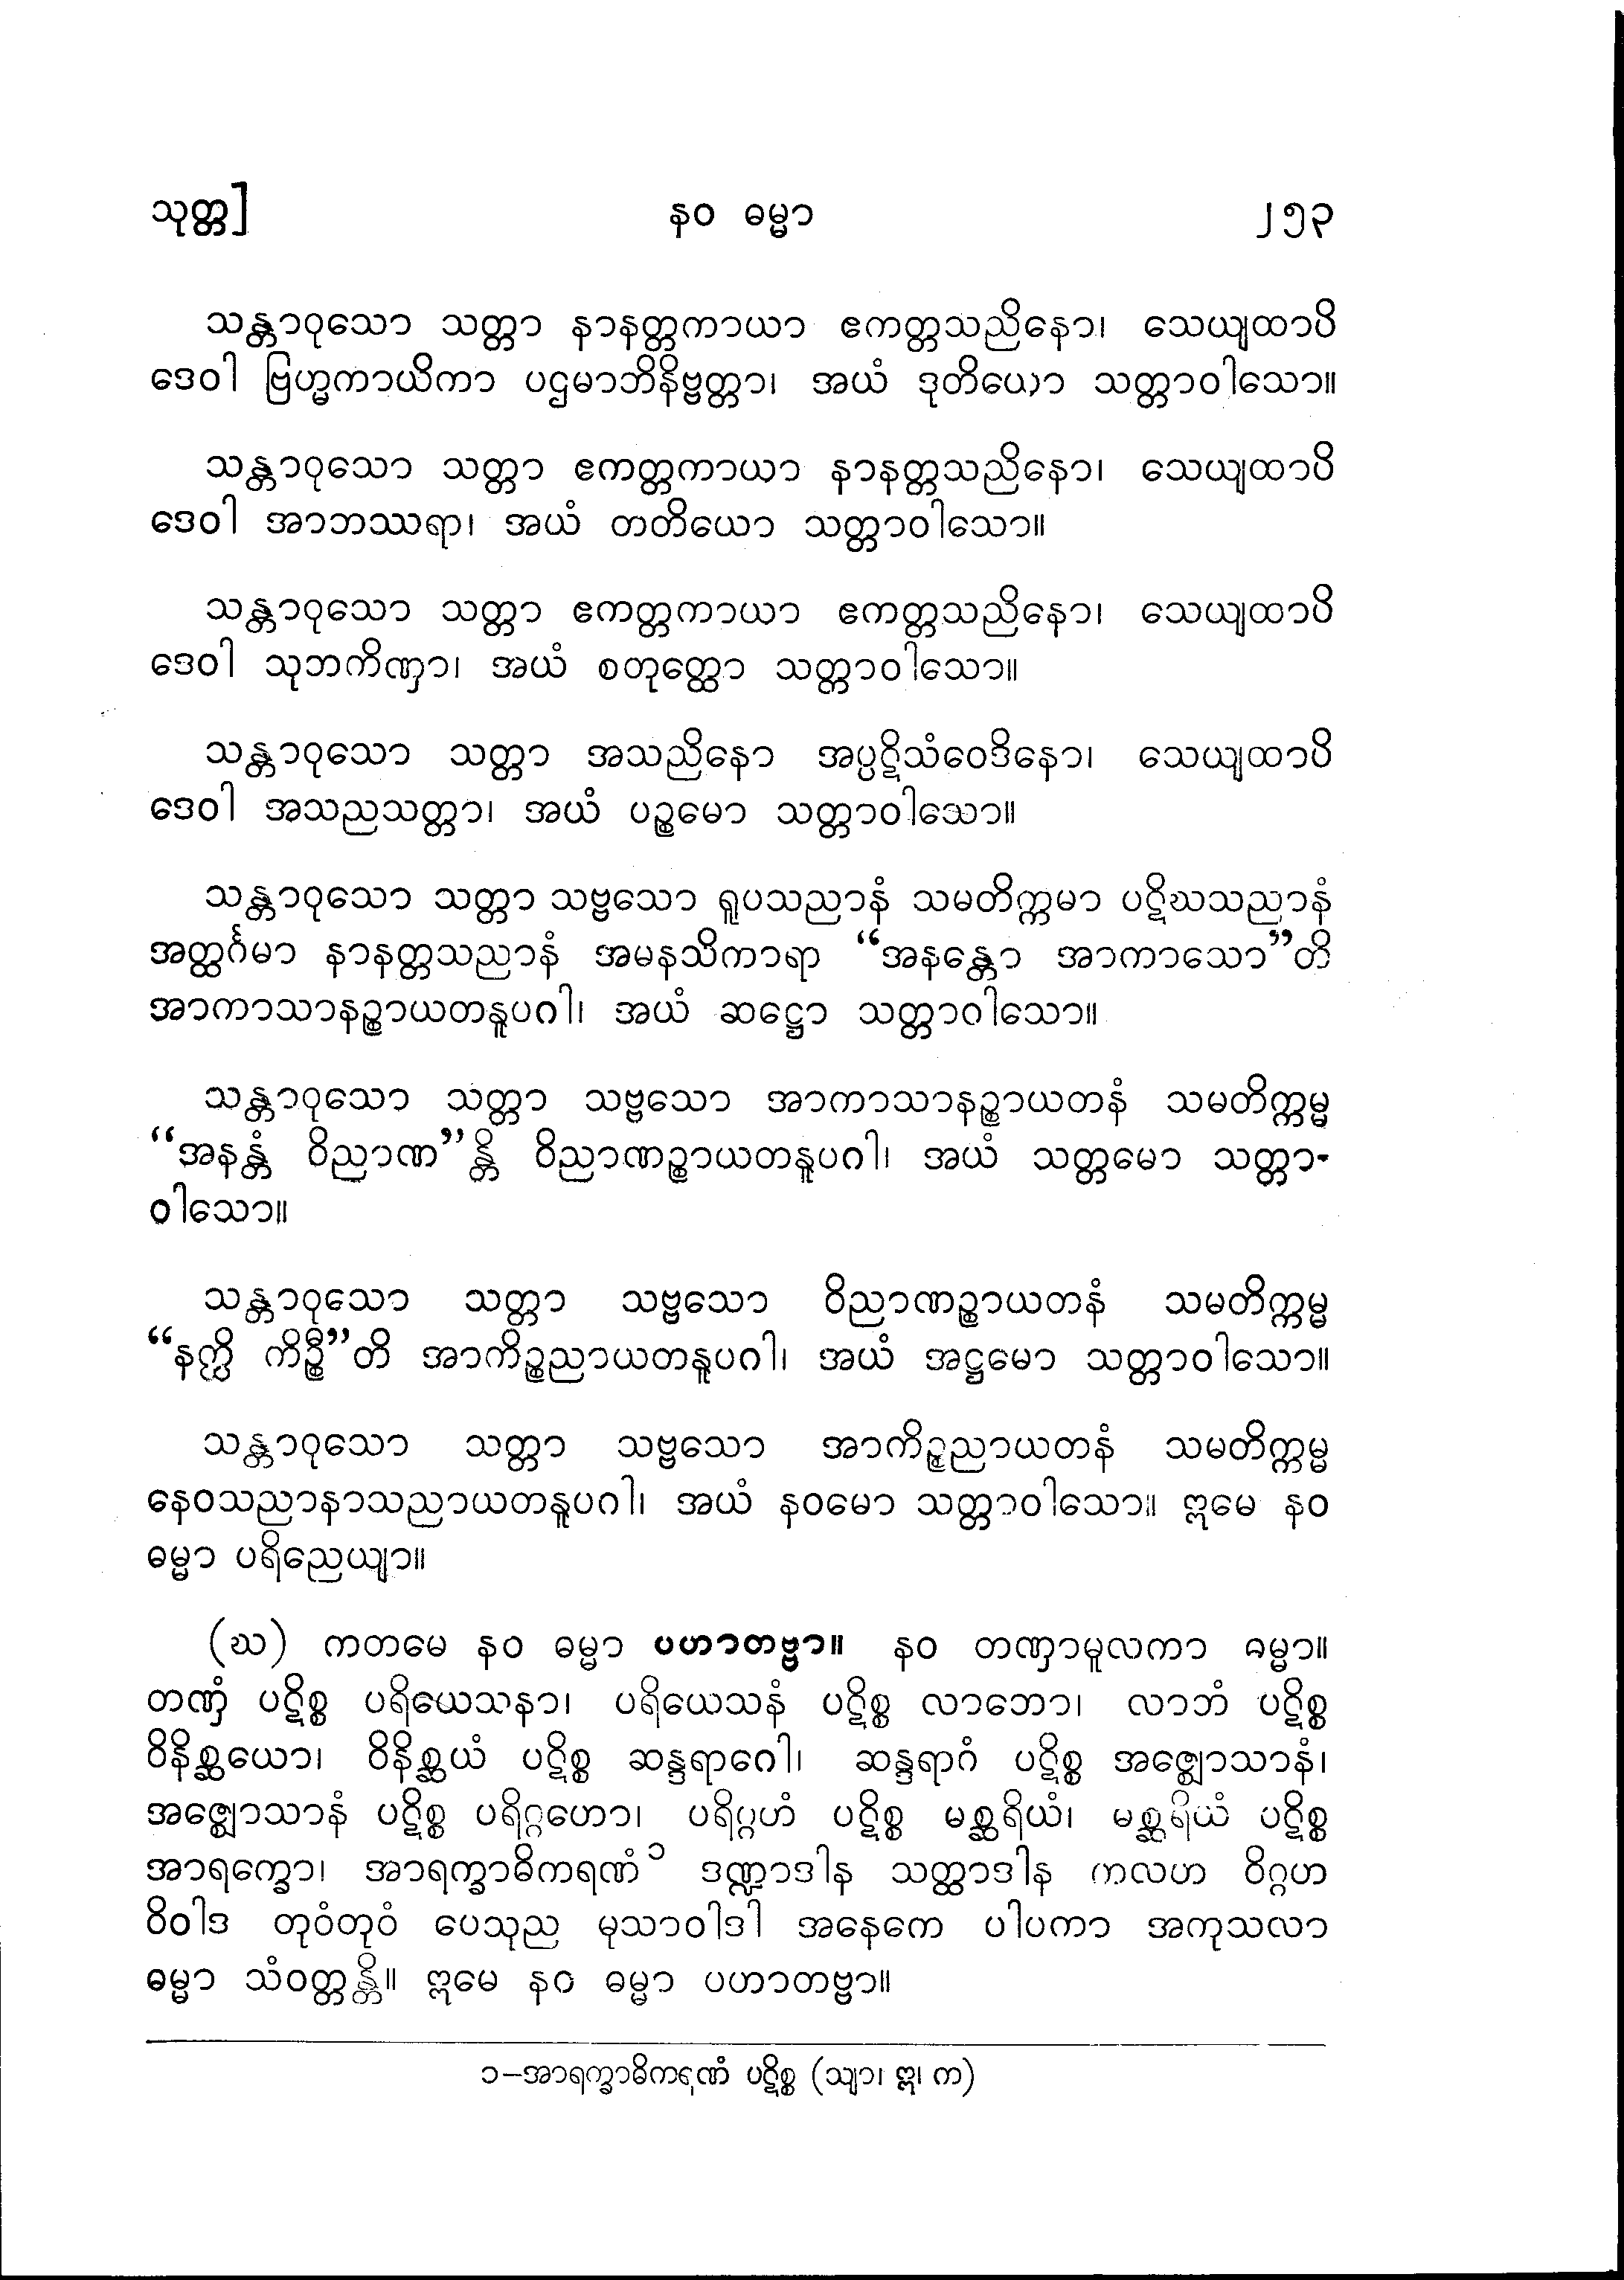 သုတ္တ]
နဝ ဓမ္မာ
၂၅၃
သန္တာဝုသော သတ္တာ နာနတ္တကာယာ ဧကတ္တသညိနော၊ သေယျထာပိ
ဒေဝါ ဗြဟ္မကာယိကာ ပဌမာဘိနိဗ္ဗတ္တာ၊ အယံ ဒုတိယော သတ္တာဝါသော။
သန္တာဝုသော သတ္တာ ဧကတ္တကာယာ နာနတ္တသညိနော၊ သေယျထာပိ
ဒေဝါ အာဘဿရာ၊ အယံ တတိယော သတ္တာဝါသော။
သန္တာဝုသော သတ္တာ ဧကတ္တကာယာ ဧကတ္တသညိနော၊ သေယျထာပိ
ဒေဝါ သုဘကိဏှာ၊ အယံ စတုတ္ထော သတ္တာဝါသော။
သန္တာဝုသော သတ္တာ အသညိနော အပ္ပဋိသံဝေဒိနော၊ သေယျထာပိ
ဒေဝါ အသညသတ္တာ၊ အယံ ပဉ္စမော သတ္တာဝါသော။
သန္တာဝုသော သတ္တာ သဗ္ဗသော ရူပသညာနံ သမတိက္ကမာ ပဋိဃသညာနံ
အတ္ထင်္ဂမာ နာနတ္တသညာနံ အမနသိကာရာ “အနန္တော အာကာသော”တိ
အာကာသာနဉ္စာယတနူပဂါ၊ အယံ ဆဋ္ဌော သတ္တာဝါသော။
သန္တာဝုသော သတ္တာ သဗ္ဗသော အာကာသာနဉ္စာယတနံ သမတိက္ကမ္မ
“အနန္တံ ဝိညာဏ”န္တိ ဝိညာဏဉ္စာယတနူပဂါ၊ အယံ သတ္တမော သတ္တာ-
ဝါသော။
သန္တာဝုသော သတ္တာ သဗ္ဗသော ဝိညာဏဉ္စာယတနံ သမတိက္ကမ္မ
“နတ္ထိ ကိဉ္စီ”တိ အာကိဉ္စညာယတနူပဂါ၊ အယံ အဋ္ဌမော သတ္တာဝါသော။
သန္တာဝုသော သတ္တာ သဗ္ဗသော အာကိဉ္စညာယတနံ သမတိက္ကမ္မ
နေဝသညာနာသညာယတနူပဂါ၊ အယံ နဝမော သတ္တာဝါသော။ ဣမေ နဝ
ဓမ္မာ ပရိညေယျာ။
(ဃ) ကတမေ နဝ ဓမ္မာ ပဟာတဗ္ဗာ။ နဝ တဏှာမူလကာ ဓမ္မာ။
တဏှံ ပဋိစ္စ ပရိယေသနာ၊ ပရိယေသနံ ပဋိစ္စ လာဘော၊ လာဘံ ပဋိစ္စ
ဝိနိစ္ဆယော၊ ဝိနိစ္ဆယံ ပဋိစ္စ ဆန္ဒရာဂေါ၊ ဆန္ဒရာဂံ ပဋိစ္စ အဇ္ဈောသာနံ၊
အဇ္ဈောသာနံ ပဋိစ္စ ပရိဂ္ဂဟော၊ ပရိဂ္ဂဟံ ပဋိစ္စ မစ္ဆရိယံ၊ မစ္ဆရိယံ ပဋိစ္စ
အာရက္ခော၊ အာရက္ခာဓိကရဏံ ၁ ဒဏ္ဍာဒါန သတ္ထာဒါန ကလဟ ဝိဂ္ဂဟ
ဝိဝါဒ တုဝံတုဝံ ပေသုည မုသာဝါဒါ အနေကေ ပါပကာ အကုသလာ
ဓမ္မာ သံဝတ္တန္တိ။ ဣမေ နဝ ဓမ္မာ ပဟာတဗ္ဗာ။
၁–အာရက္ခာဓိကရဏံ ပဋိစ္စ (သျာ၊ ဣ၊ က)